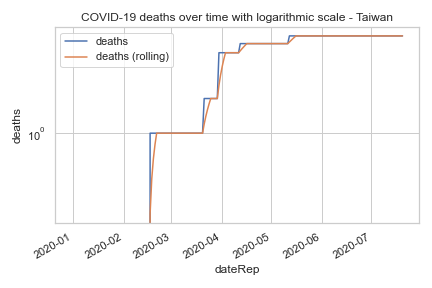 COVID-19 deaths over time with logarithmic scale - Taiwan
deaths
deaths (rolling)
deaths
10⁰
2020-01
2020-02
2020-03
2020-04
2020-05
2020-06
2020-07
dateRep